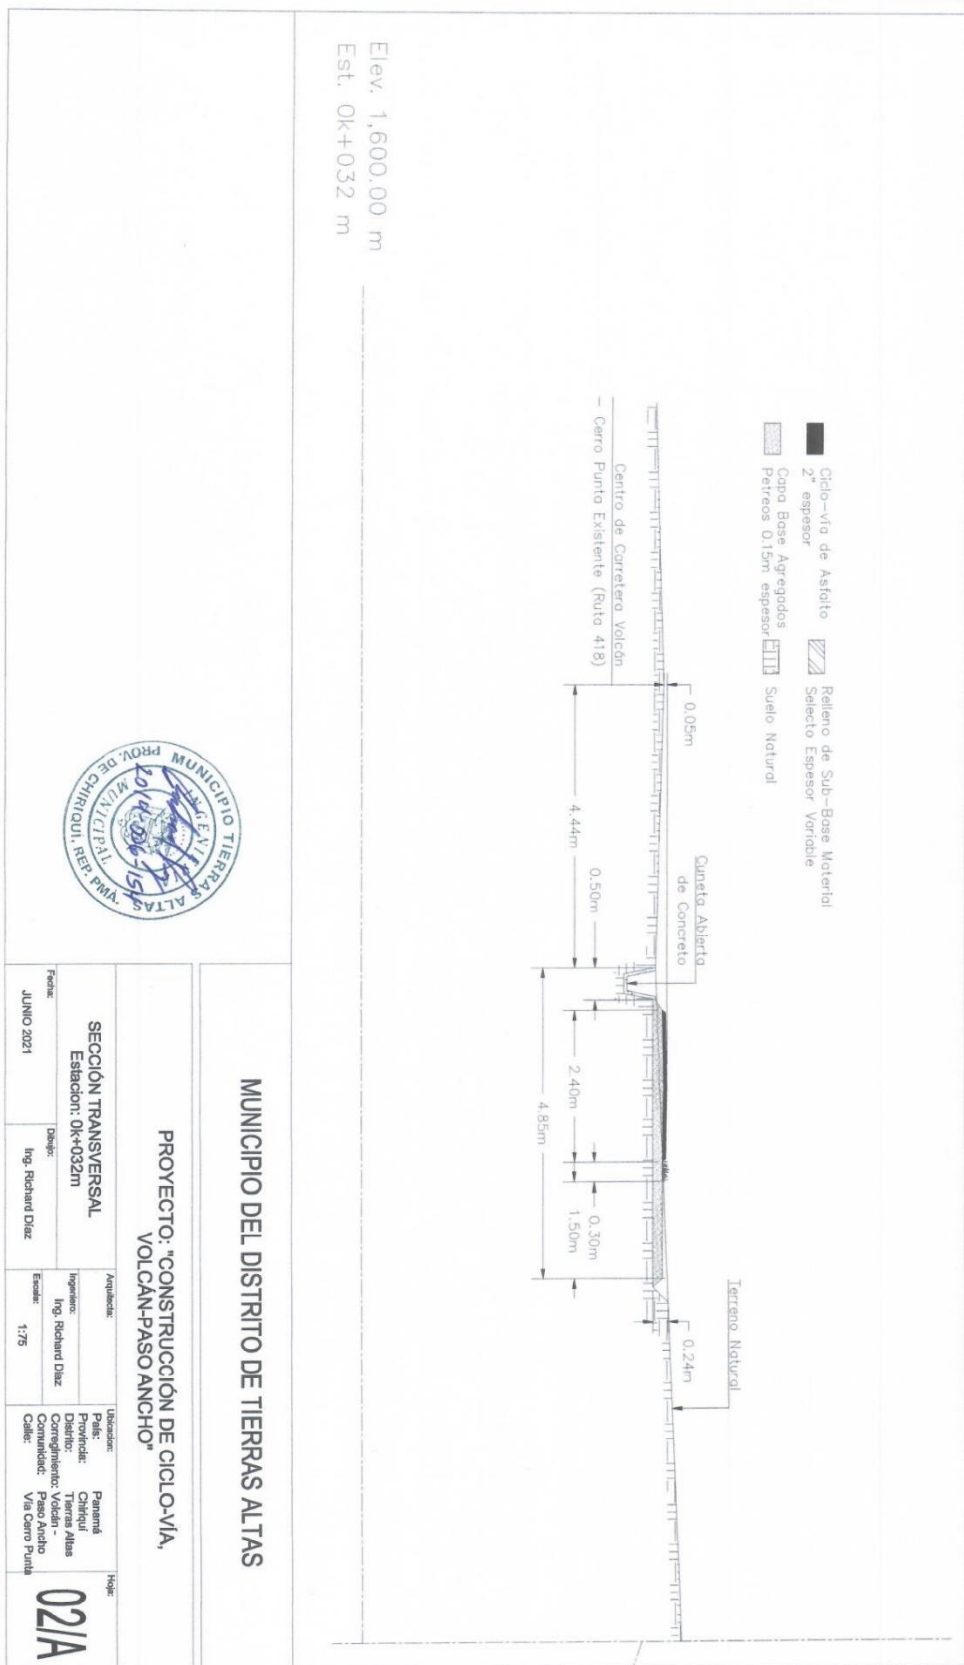 Ciclo-vía de Asfalto
2" espesor
Relleno de Sub-Base Material
Selecto Espesor Variable
Capa Base Agregados
Petreos 0.15m espesor
Suelo Natural
Terreno Natural
0.05m
Cuneta Abierta
de Concreto
0.24m
Centro de Carretera Volcán
- Cerro Punta Existente (Ruta 418)
4.44m
0.50m
2.40m
0.30m
1.50m
4.85m
Elev. 1,600.00 m
Est. 0k+032 m
MUNICIPIO DEL DISTRITO DE TIERRAS ALTAS
PROYECTO: "CONSTRUCCIÓN DE CICLO-VÍA,
VOLCÁN-PASO ANCHO"
SECCIÓN TRANSVERSAL
Estacion: 0k+032m
Fecha:
JUNIO 2021
Dibujo:
Ing. Richard Díaz
Arquitecto:
Ingeniero:
Ing. Richard Díaz
Escala:
1:75
Ubicacion:
País: Panamá
Provincia: Chiriquí
Distrito: Tierras Altas
Corregimiento: Volcán -
Comunidad: Paso Ancho
Calle: Vía Cerro Punta
Hoja:
02/A
MUNICIPIO TIERRAS ALTAS
PROV. DE CHIRIQUI, REP. PMÁ.
MUNICIPAL